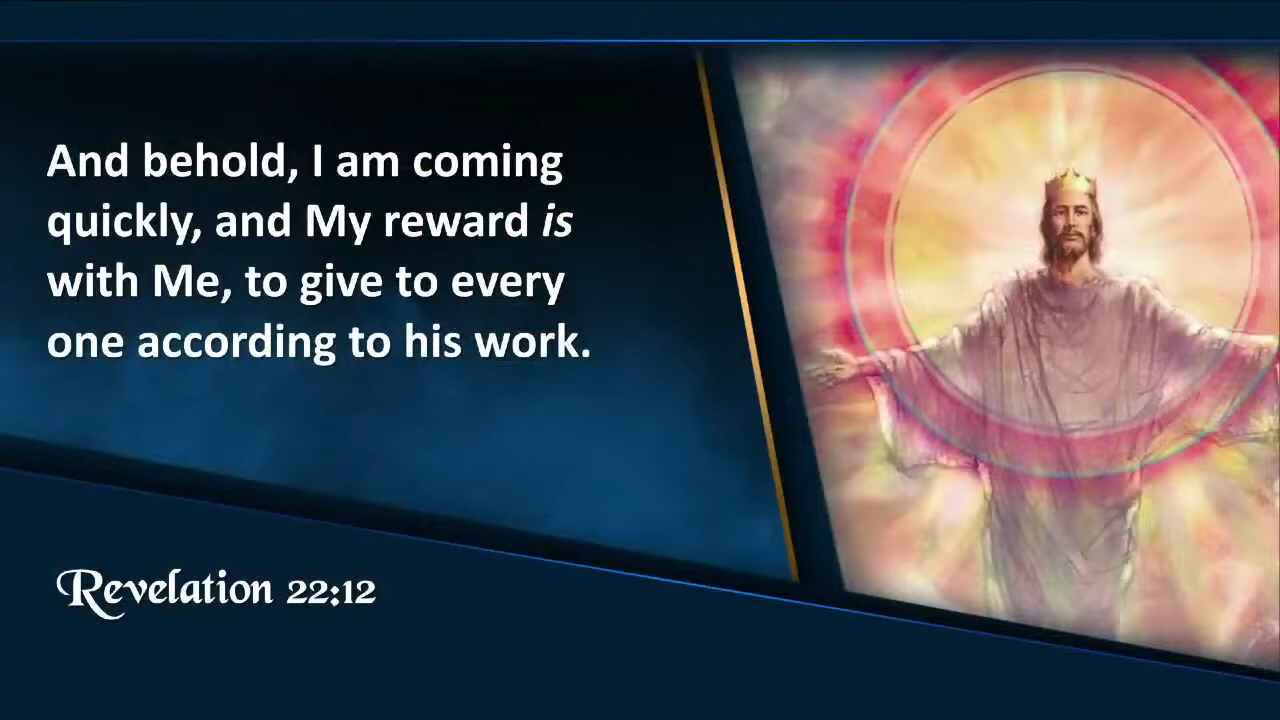 And behold, I am coming
quickly, and My reward is
with Me, to give to every
one according to his work.
Revelation 22:12